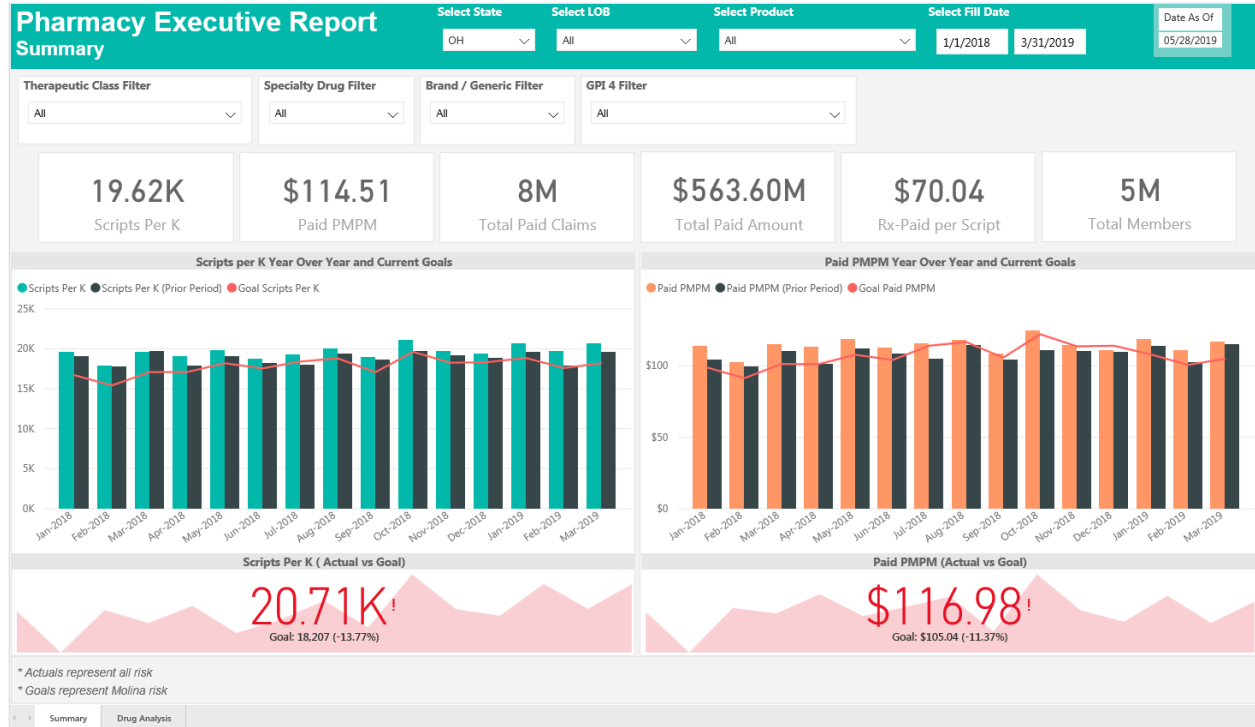 Pharmacy Executive Report
Summary
Select State
OH
Select LOB
All
Select Product
All
Select Fill Date
1/1/2018 3/31/2019
Date As Of
05/28/2019
Therapeutic Class Filter
All
Specialty Drug Filter
All
Brand / Generic Filter
All
GPI 4 Filter
All
19.62K
Scripts Per K
$114.51
Paid PMPM
8M
Total Paid Claims
$563.60M
Total Paid Amount
$70.04
Rx-Paid per Script
5M
Total Members
Scripts per K Year Over Year and Current Goals
Scripts Per K Scripts Per K (Prior Period) Goal Scripts Per K
25K
20K
15K
10K
5K
0K
Jan-2018 Feb-2018 Mar-2018 Apr-2018 May-2018 Jun-2018 Jul-2018 Aug-2018 Sep-2018 Oct-2018 Nov-2018 Dec-2018 Jan-2019 Feb-2019 Mar-2019
Paid PMPM Year Over Year and Current Goals
Paid PMPM Paid PMPM (Prior Period) Goal Paid PMPM
$100
$50
$0
Jan-2018 Feb-2018 Mar-2018 Apr-2018 May-2018 Jun-2018 Jul-2018 Aug-2018 Sep-2018 Oct-2018 Nov-2018 Dec-2018 Jan-2019 Feb-2019 Mar-2019
Scripts Per K ( Actual vs Goal)
20.71K!
Goal: 18,207 (-13.77%)
Paid PMPM (Actual vs Goal)
$116.98!
Goal: $105.04 (-11.37%)
* Actuals represent all risk
* Goals represent Molina risk
Summary Drug Analysis